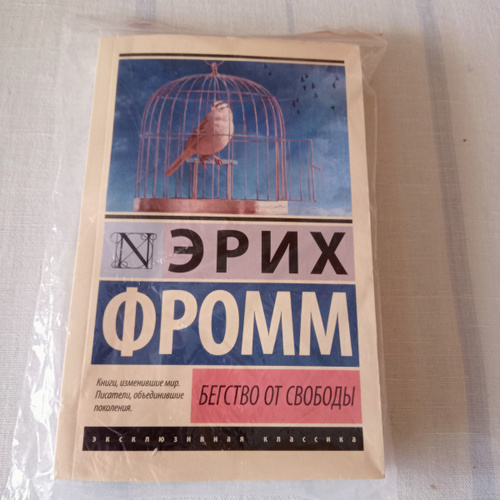 N
ЭРИХ
ФРОММ
Книги, изменившие мир.
Писатели, объединившие
поколения.
БЕГСТВО ОТ СВОБОДЫ
эксклюзивная классика